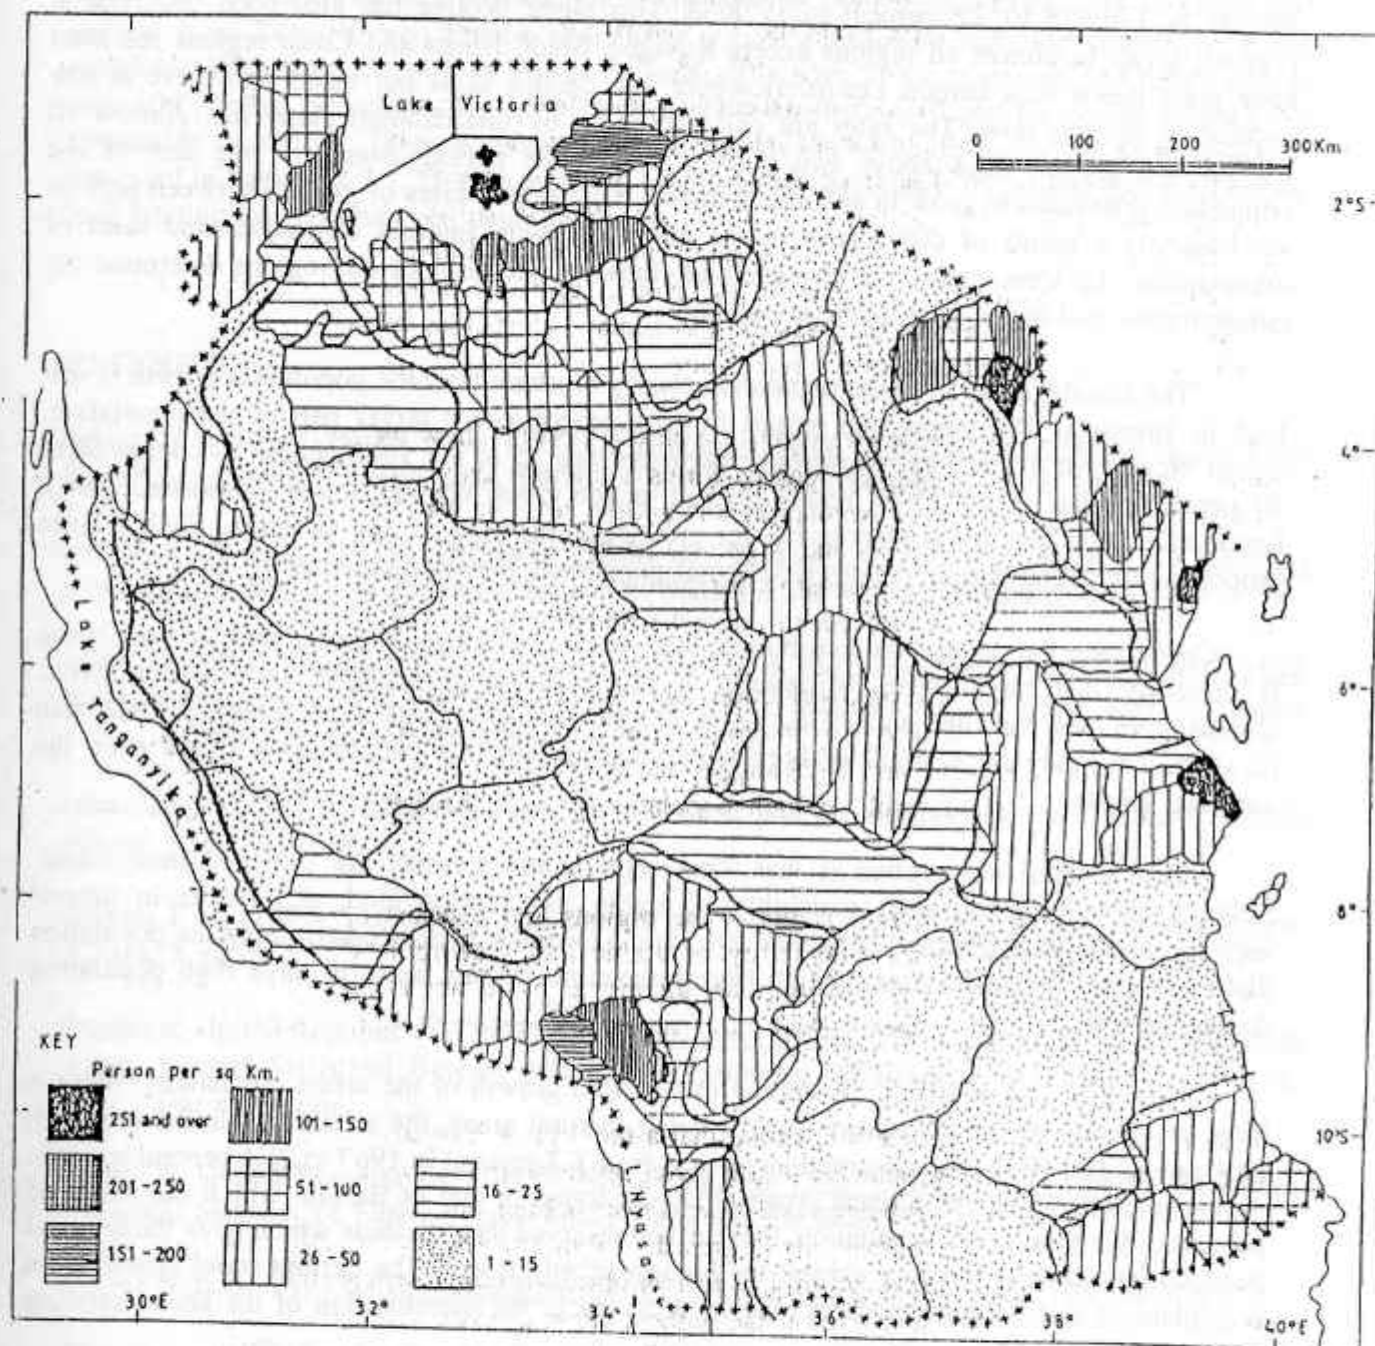 Lake Victoria
0 100 200 300 Km
2°S
4°
6°
8°
10°S
Lake Tanganyika
Nyasa
KEY
Person per sq Km.
251 and over
101-150
201-250
51-100
16-25
151-200
26-50
1-15
30°E 32° 34° 36° 38° 40°E